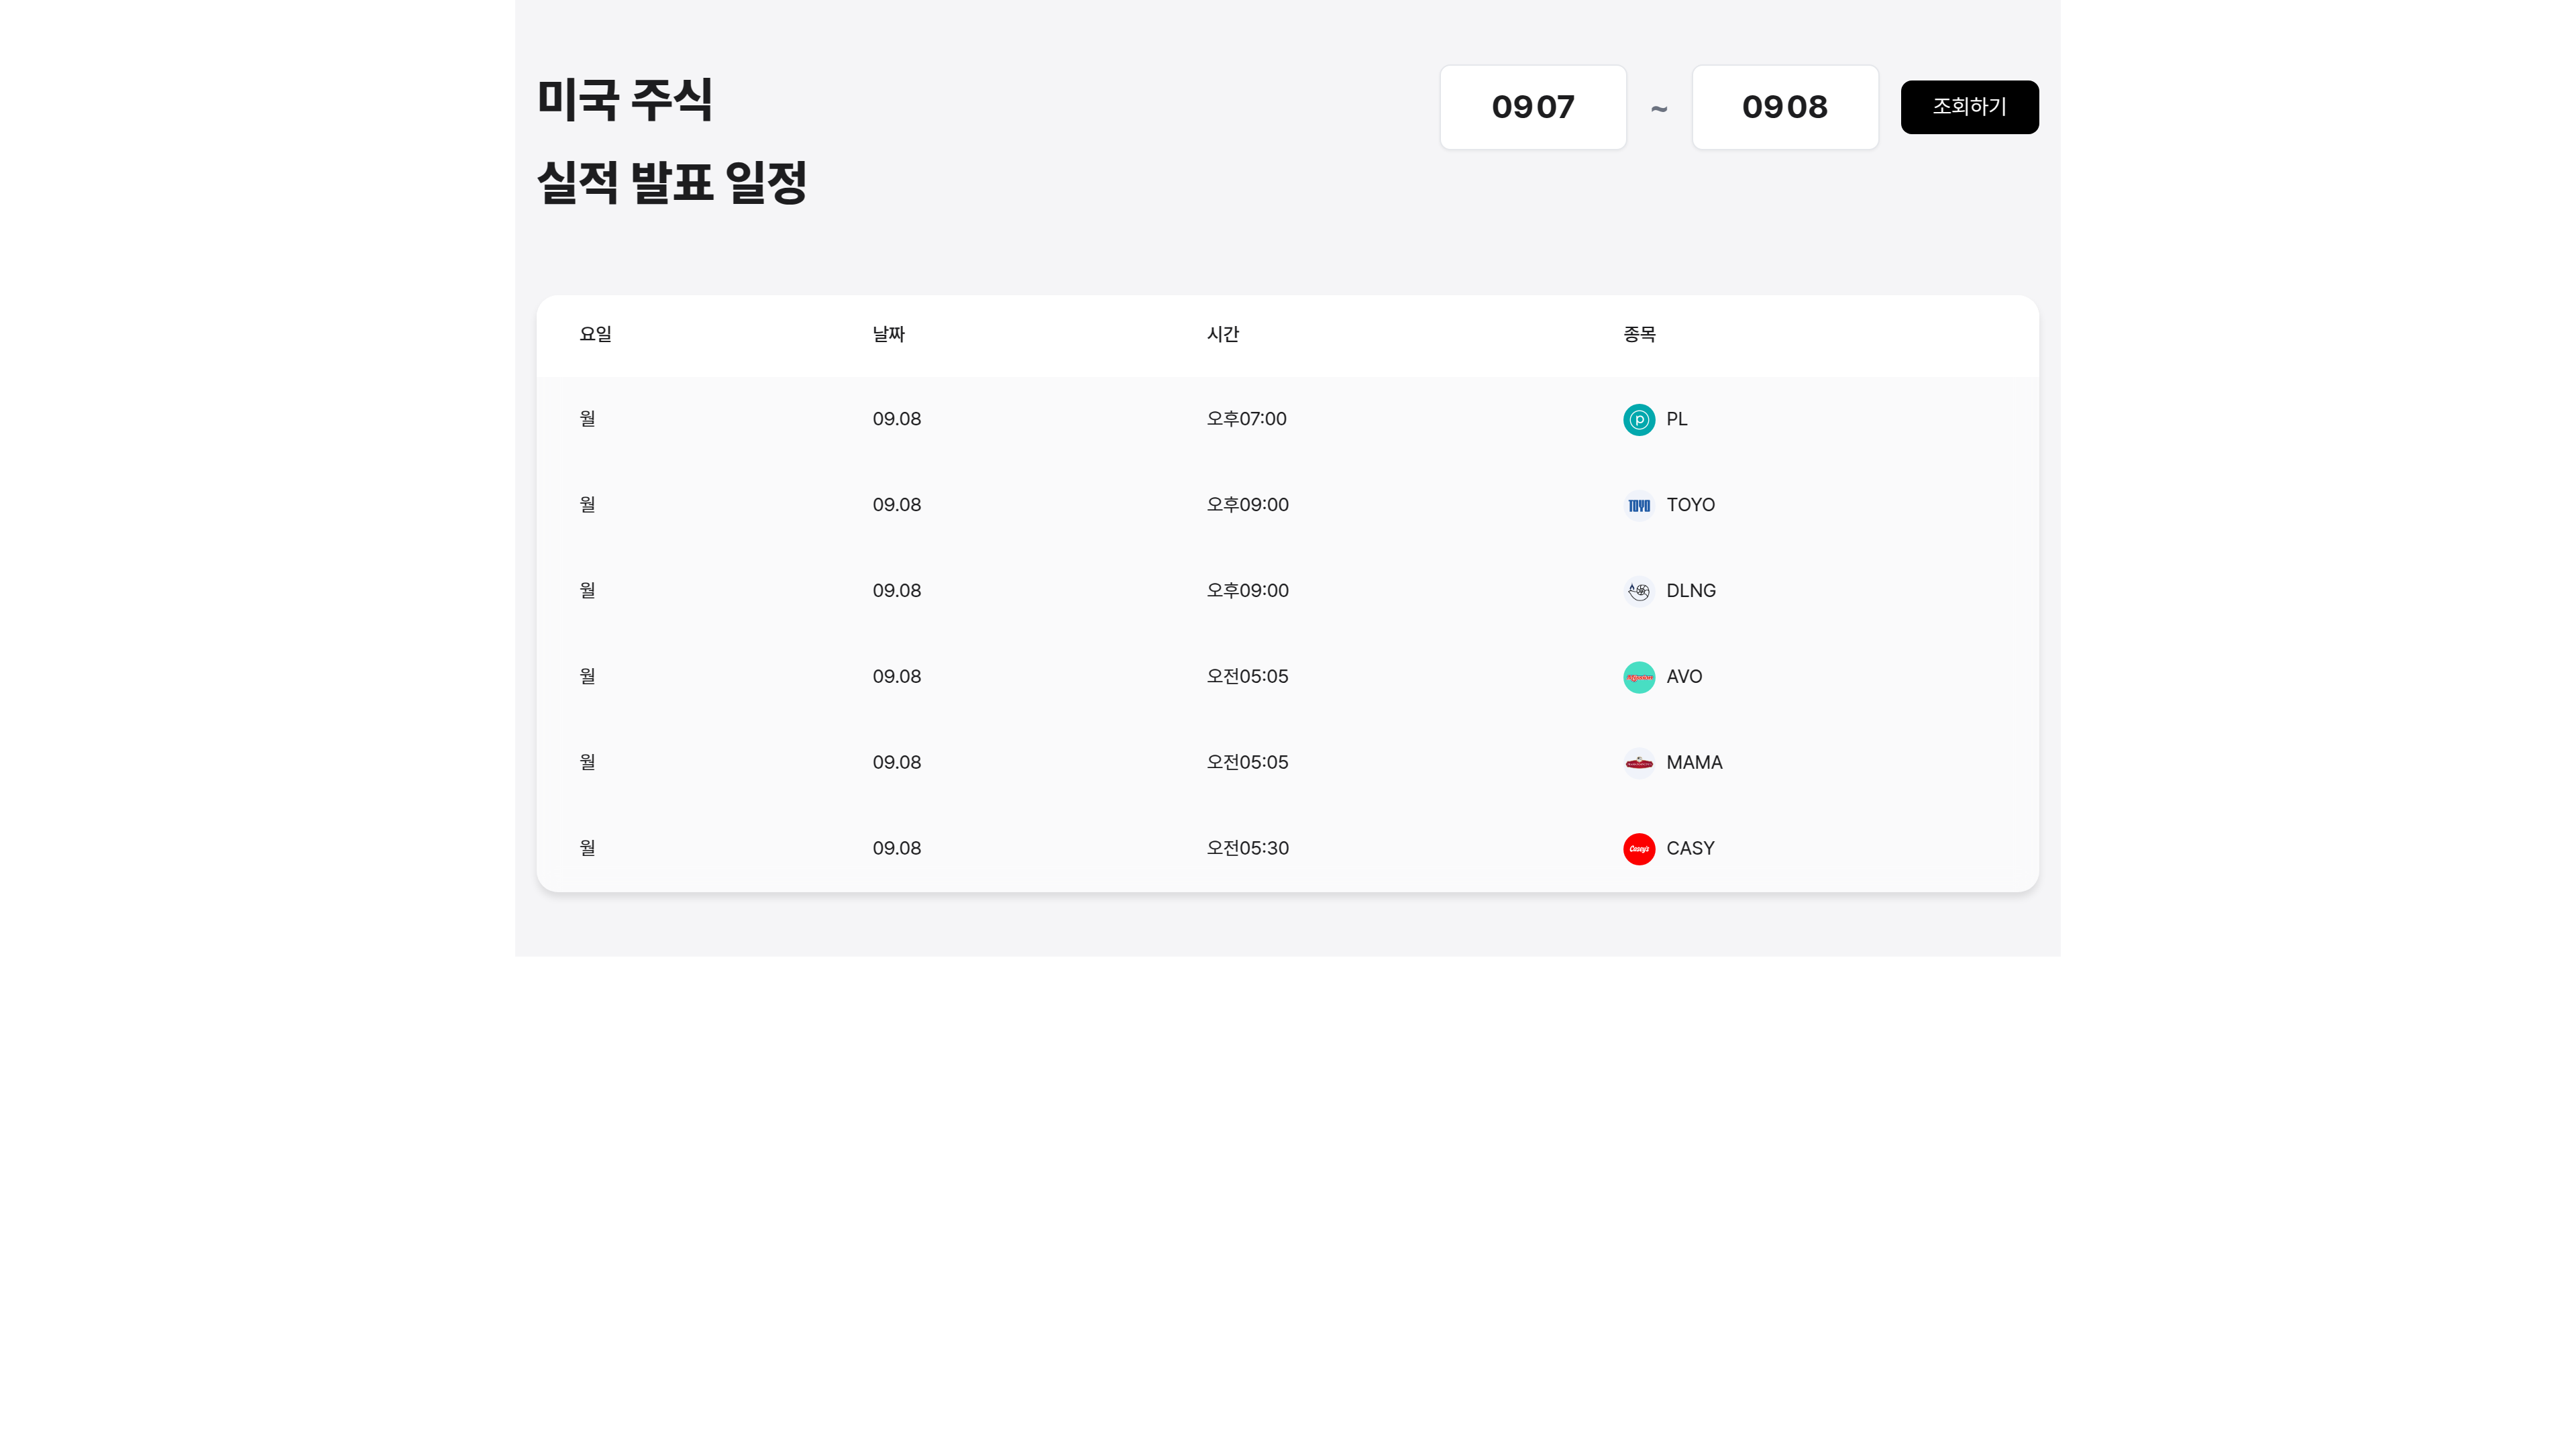 미국 주식
실적 발표 일정
0907 ~ 0908 조회하기
요일 날짜 시간 종목
월 09.08 오후07:00 p PL
월 09.08 오후09:00 TOYO TOYO
월 09.08 오후09:00 DLNG
월 09.08 오전05:05 AVO
월 09.08 오전05:05 MAMA
월 09.08 오전05:30 Casey's CASY